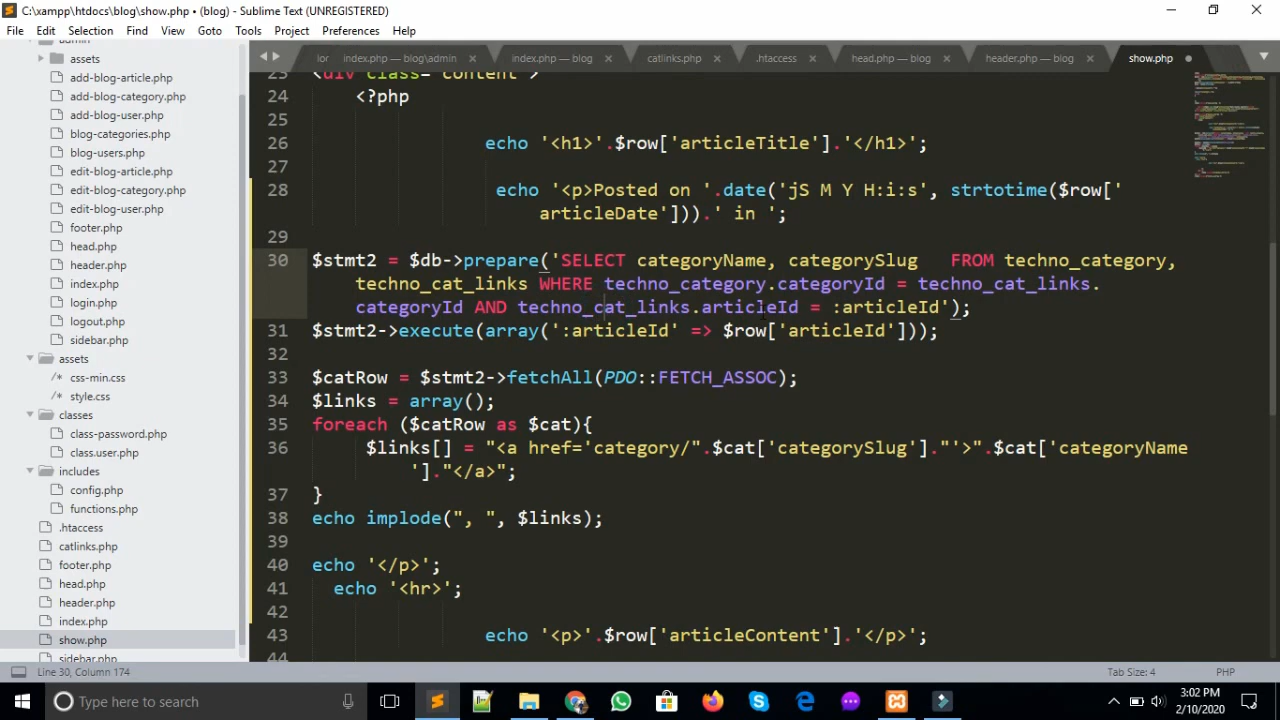 C:\xampp\htdocs\blog\show.php • (blog) - Sublime Text (UNREGISTERED)
File Edit Selection Find View Goto Tools Project Preferences Help
lor index.php — blog\admin × index.php — blog × catlinks.php × .htaccess × head.php — blog × header.php — blog × show.php
admin
assets
add-blog-article.php
add-blog-category.php
add-blog-user.php
blog-categories.php
blog-users.php
edit-blog-article.php
edit-blog-category.php
edit-blog-user.php
footer.php
head.php
header.php
index.php
login.php
logout.php
sidebar.php
assets
/* css-min.css
/* style.css
classes
class-password.php
class.user.php
includes
config.php
functions.php
.htaccess
catlinks.php
footer.php
head.php
header.php
index.php
show.php
sidebar.php
23 <div class="content">
24 <?php
25
26 echo '<h1>'.$row['articleTitle'].'</h1>';
27
28 echo '<p>Posted on '.date('jS M Y H:i:s', strtotime($row['
articleDate'])).' in ';
29
30 $stmt2 = $db->prepare('SELECT categoryName, categorySlug   FROM techno_category,
techno_cat_links WHERE techno_category.categoryId = techno_cat_links.
categoryId AND techno_cat_links.articleId = :articleId');
31 $stmt2->execute(array(':articleId' => $row['articleId']));
32
33 $catRow = $stmt2->fetchAll(PDO::FETCH_ASSOC);
34 $links = array();
35 foreach ($catRow as $cat){
36 $links[] = "<a href='category/".$cat['categorySlug']."'>".$cat['categoryName
']."</a>";
37 }
38 echo implode(", ", $links);
39
40 echo '</p>';
41 echo '<hr>';
42
43 echo '<p>'.$row['articleContent'].'</p>';
44
Line 30, Column 174 Tab Size: 4 PHP
Type here to search
3:02 PM
2/10/2020